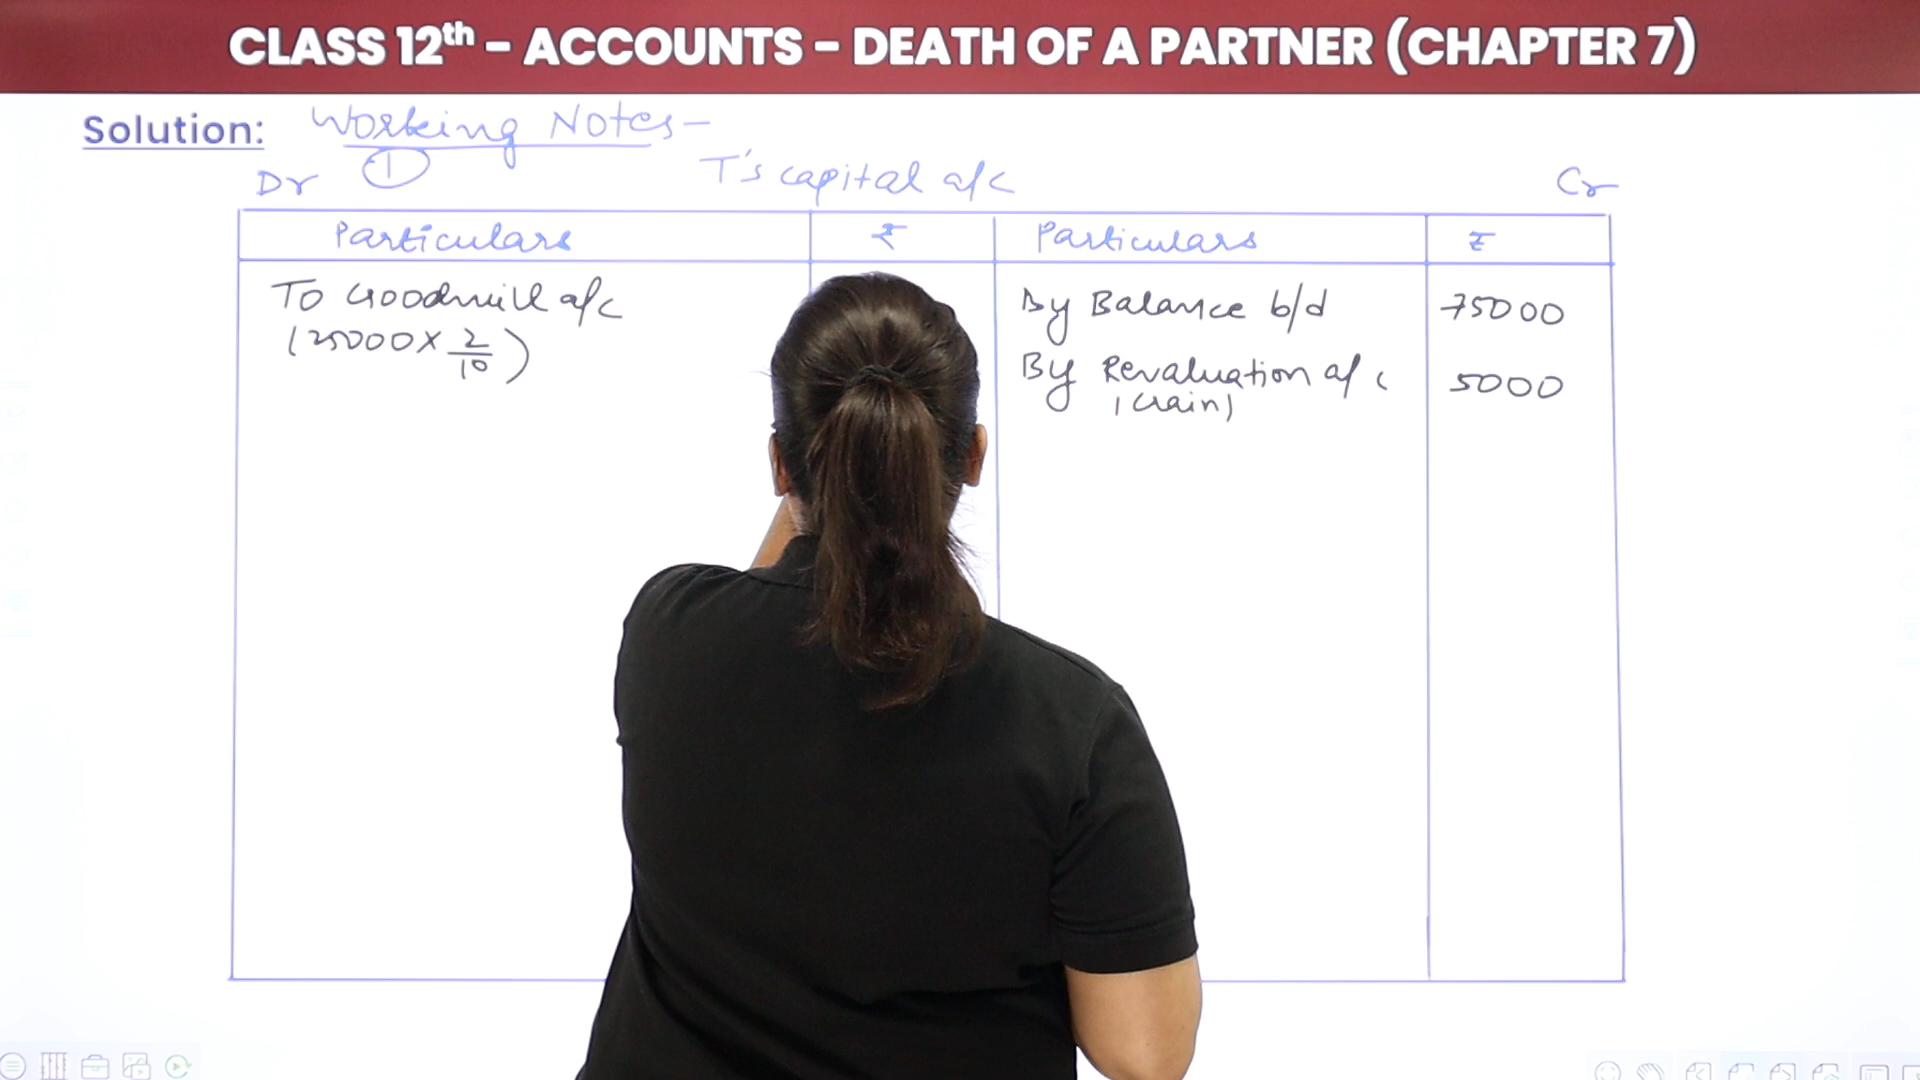 CLASS 12th – ACCOUNTS – DEATH OF A PARTNER (CHAPTER 7)
Solution: Working Notes-
Dr ① T's capital a/c Cr
Particulars ₹ Particulars ₹
To Goodwill a/c By Balance b/d 75000
(25000 × 2/10) By Revaluation a/c 5000
(Gain)